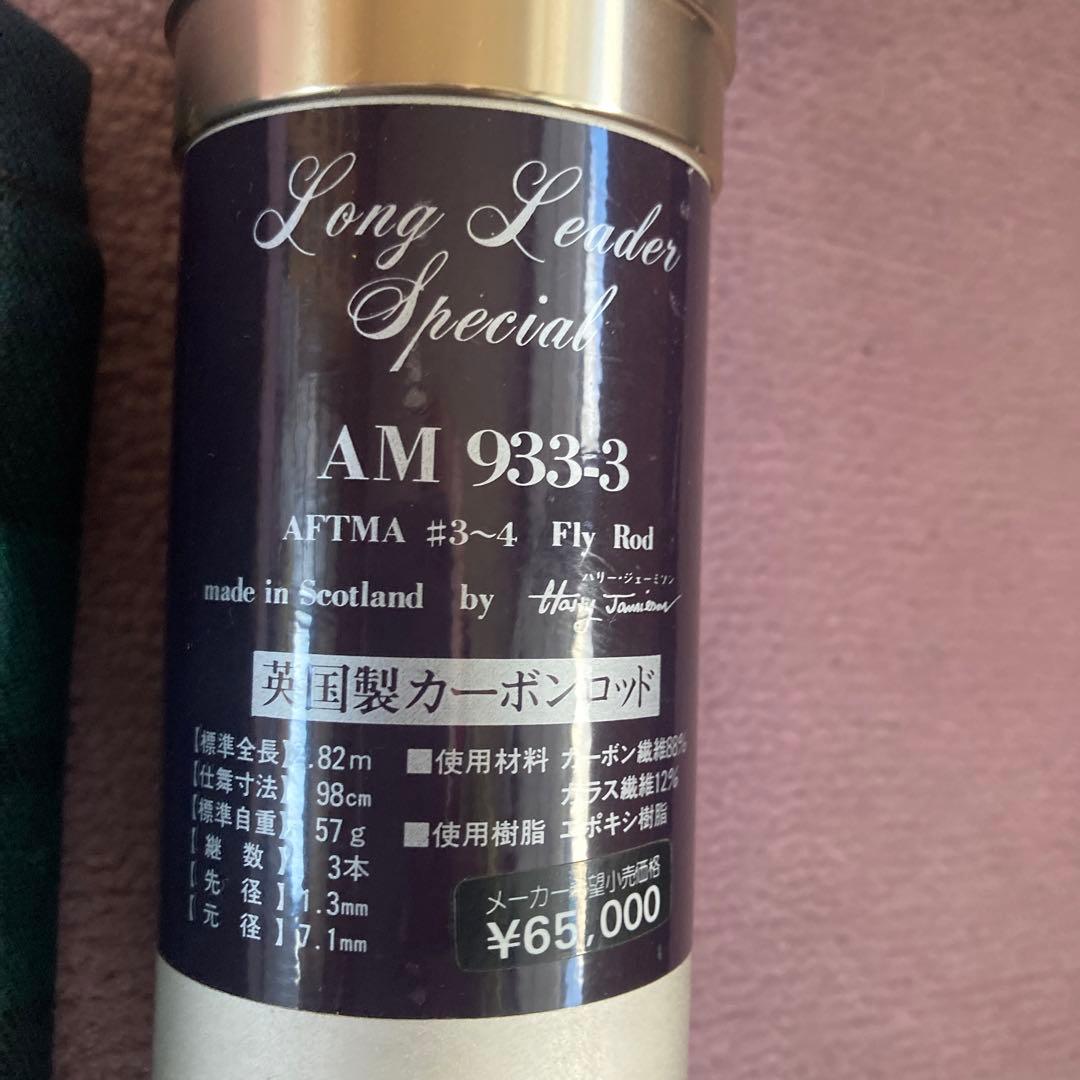 Long Leader
Special
AM 933-3
AFTMA #3～4 Fly Rod
ハリー・ジェーミソン
made in Scotland by Harry Jamieson
英国製カーボンロッド
【標準全長】2.82m ■使用材料 カーボン繊維88%
【仕舞寸法】98cm ガラス繊維12%
【標準自重】57g ■使用樹脂 エポキシ樹脂
【継数】3本
【先径】1.3mm
【元径】7.1mm
メーカー希望小売価格
¥65,000